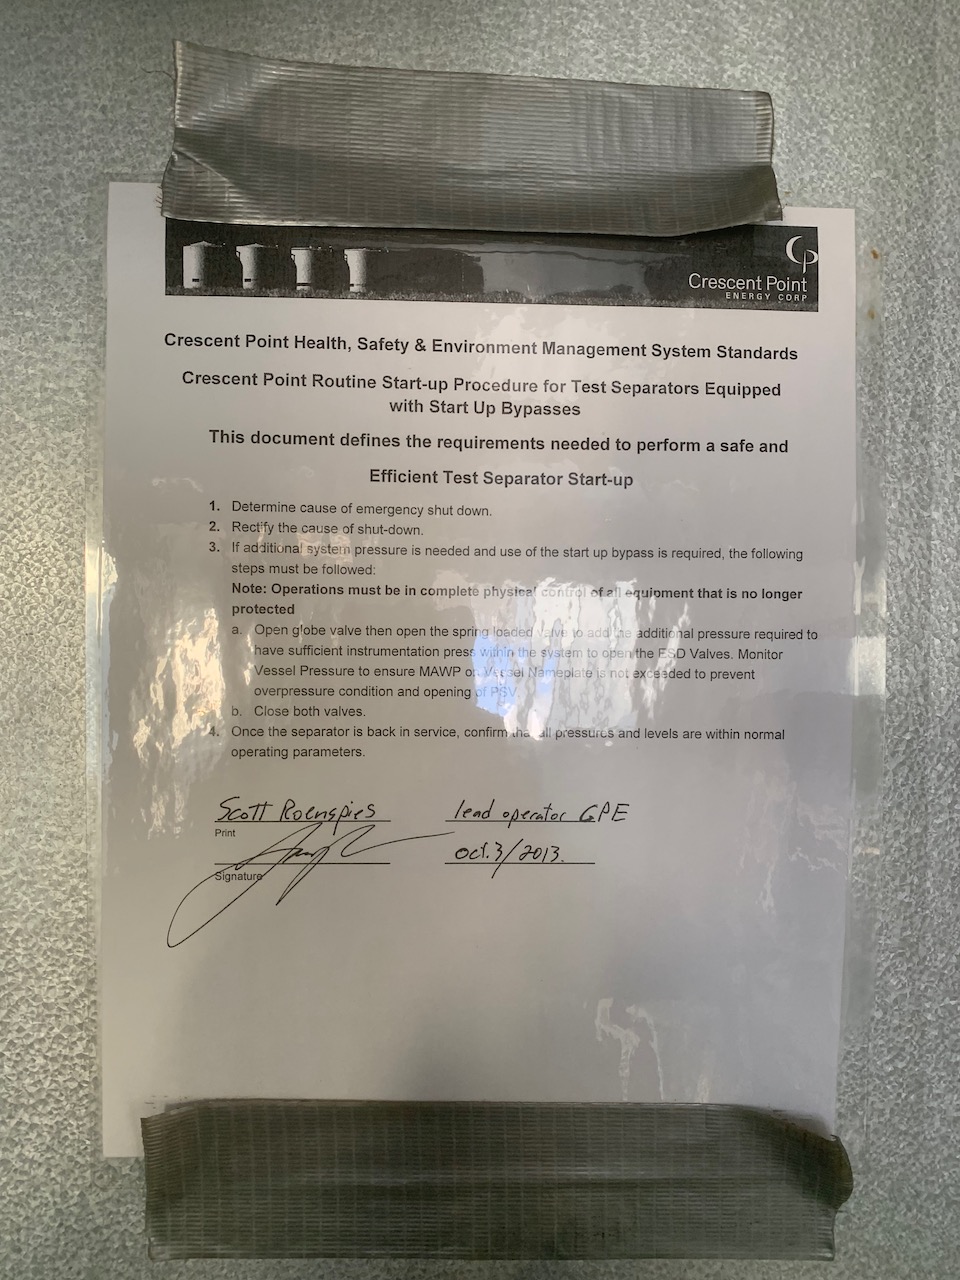 Crescent Point
ENERGY CORP
Crescent Point Health, Safety & Environment Management System Standards
Crescent Point Routine Start-up Procedure for Test Separators Equipped
with Start Up Bypasses
This document defines the requirements needed to perform a safe and
Efficient Test Separator Start-up
1. Determine cause of emergency shut down.
2. Rectify the cause of shut-down.
3. If additional system pressure is needed and use of the start up bypass is required, the following
steps must be followed:
Note: Operations must be in complete physical control of all equipment that is no longer
protected
a. Open globe valve then open the spring loaded valve to add the additional pressure required to
have sufficient instrumentation press within the system to open the ESD Valves. Monitor
Vessel Pressure to ensure MAWP on Vessel Nameplate is not exceeded to prevent
overpressure condition and opening of PSV.
b. Close both valves.
4. Once the separator is back in service, confirm that all pressures and levels are within normal
operating parameters.
Scott Roenspies lead operator GPE
Print
Oct.3/2013.
Signature